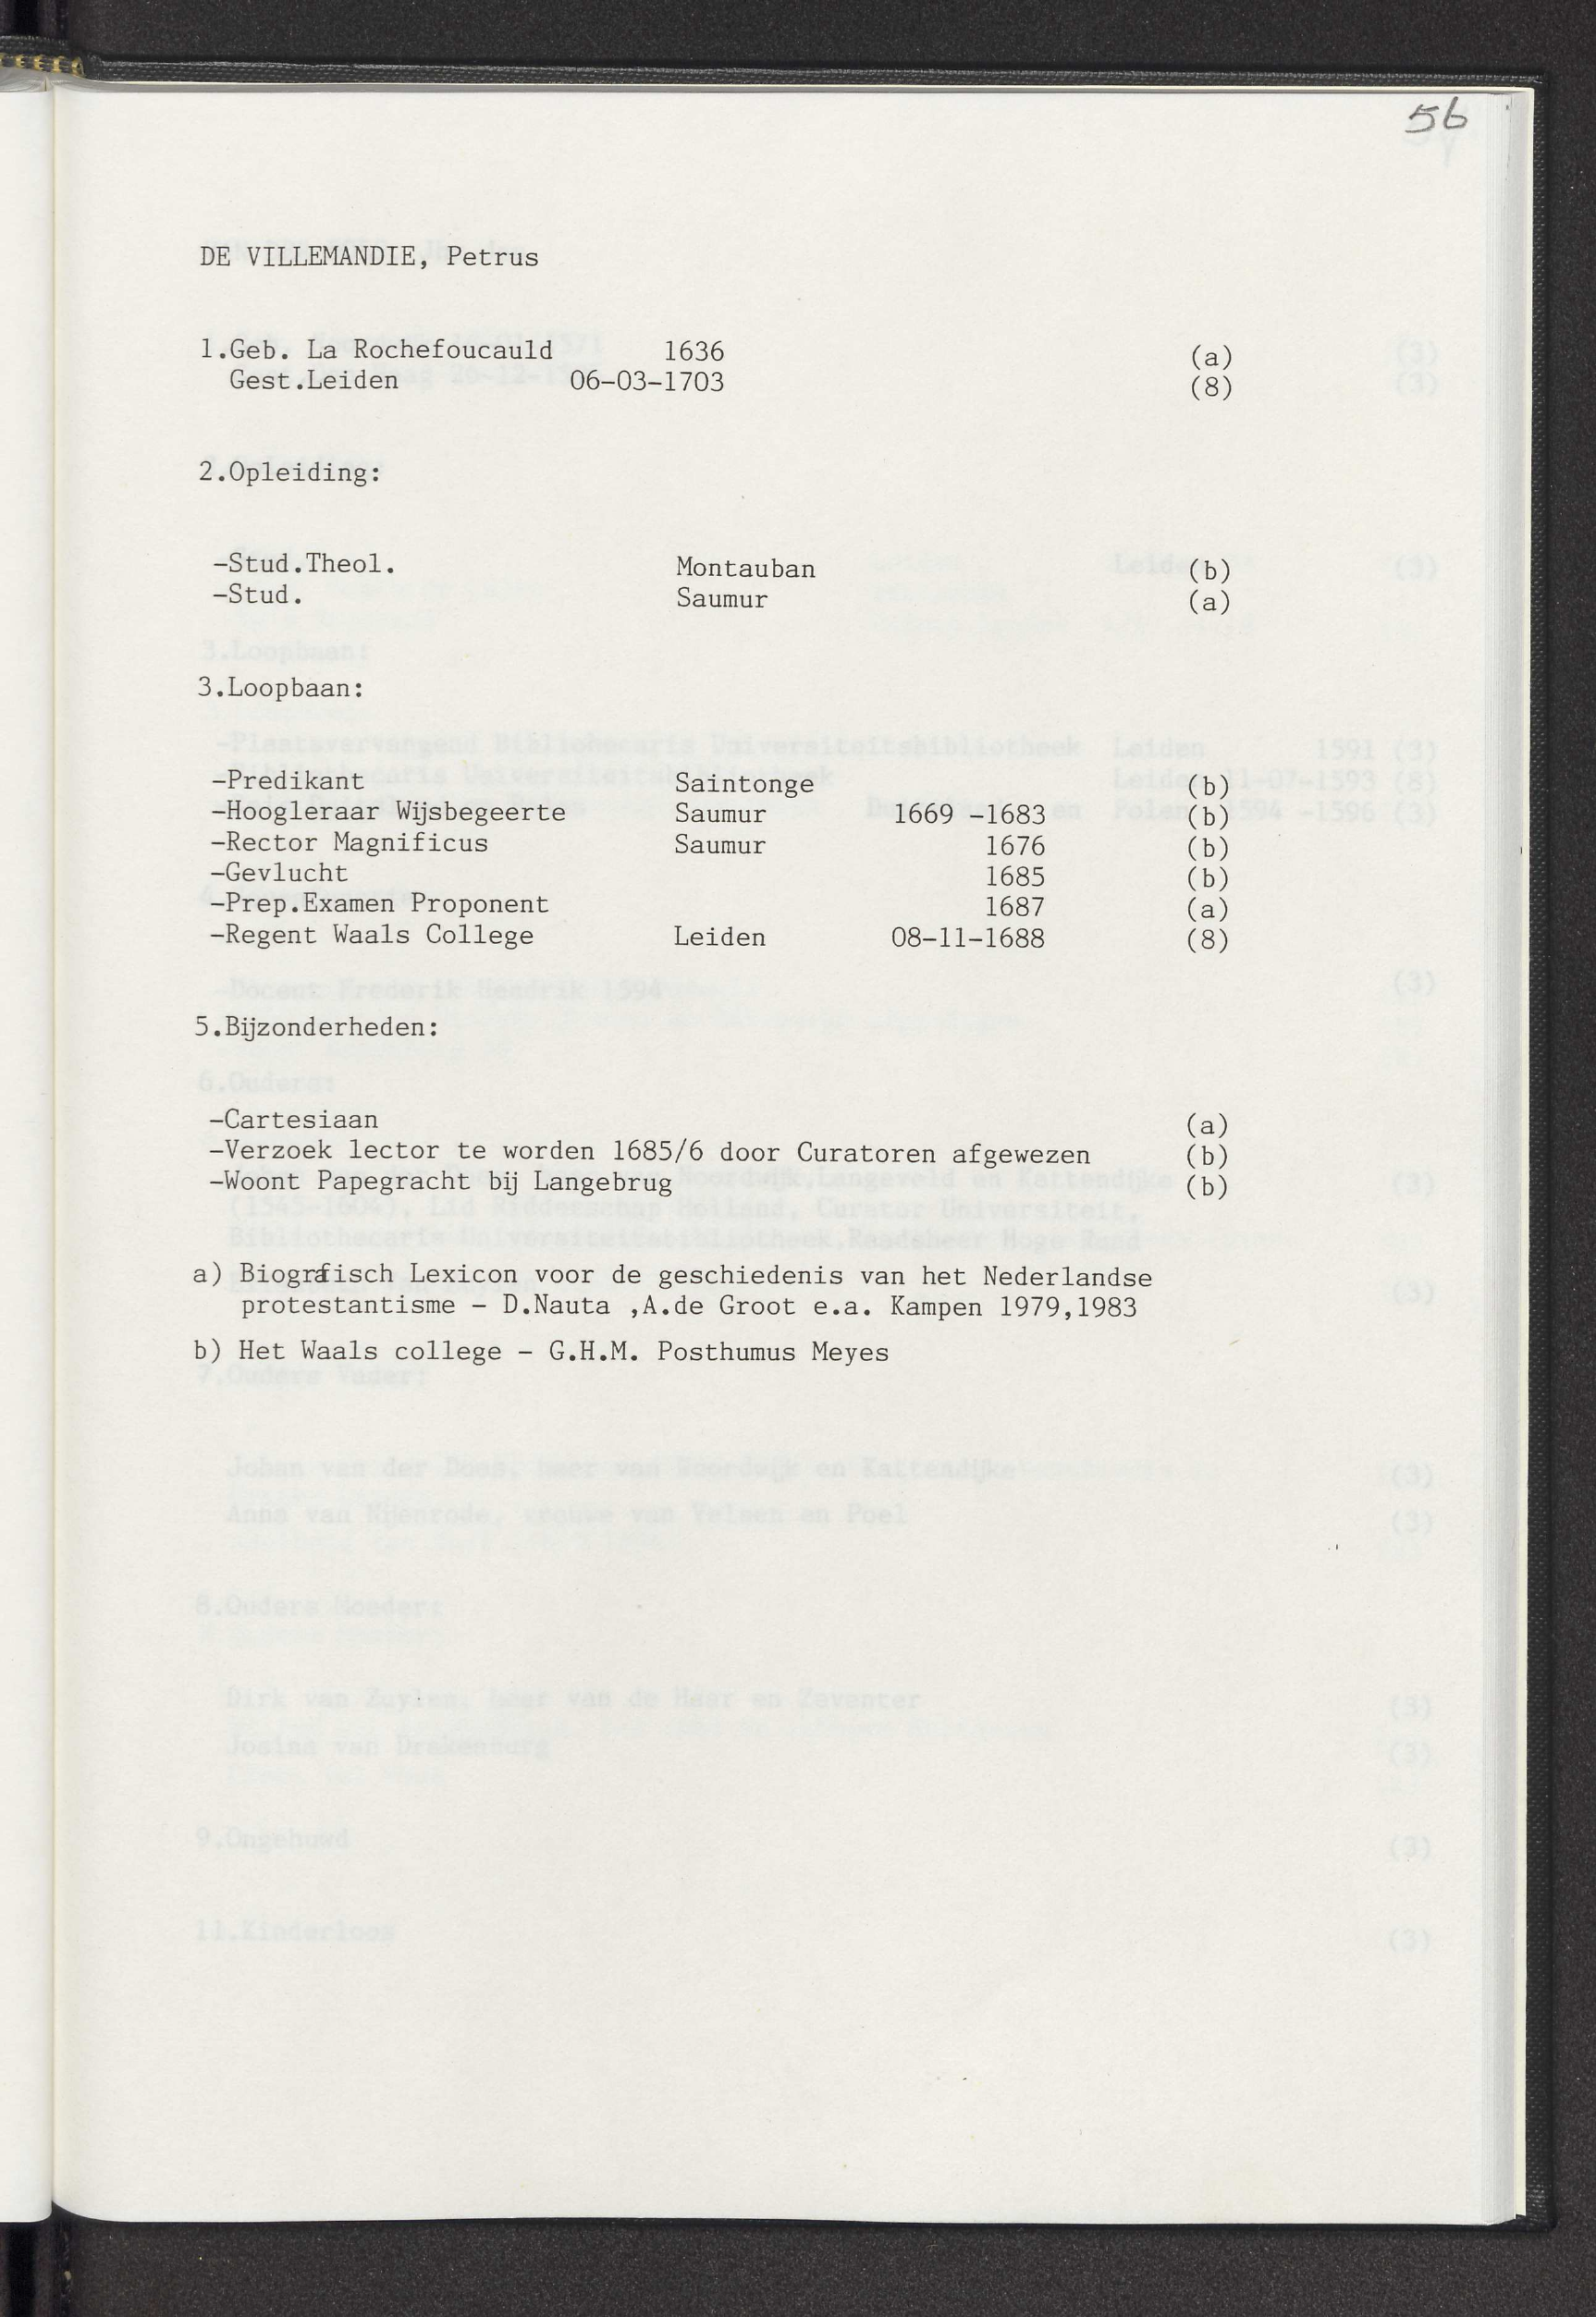 56
DE VILLEMANDIE, Petrus
1.Geb. La Rochefoucauld 1636 (a)
Gest.Leiden 06-03-1703 (8)
2.Opleiding:
-Stud.Theol. Montauban (b)
-Stud. Saumur (a)
3.Loopbaan:
-Predikant Saintonge (b)
-Hoogleraar Wijsbegeerte Saumur 1669 -1683 (b)
-Rector Magnificus Saumur 1676 (b)
-Gevlucht 1685 (b)
-Prep.Examen Proponent 1687 (a)
-Regent Waals College Leiden 08-11-1688 (8)
5.Bijzonderheden:
-Cartesiaan (a)
-Verzoek lector te worden 1685/6 door Curatoren afgewezen (b)
-Woont Papegracht bij Langebrug (b)
a) Biografisch Lexicon voor de geschiedenis van het Nederlandse
protestantisme - D.Nauta ,A.de Groot e.a. Kampen 1979,1983
b) Het Waals college - G.H.M. Posthumus Meyes